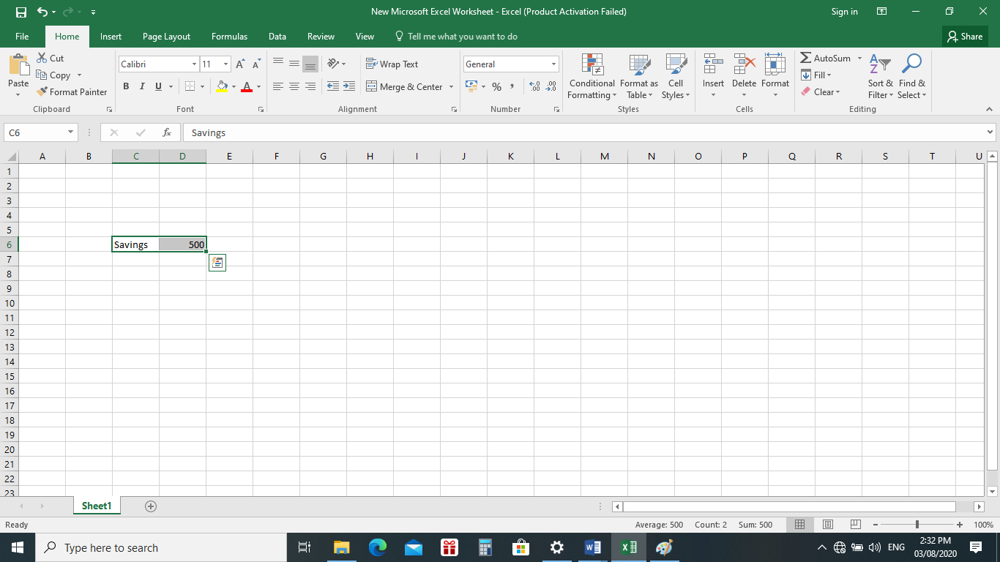 New Microsoft Excel Worksheet - Excel (Product Activation Failed)
Sign in
File Home Insert Page Layout Formulas Data Review View Tell me what you want to do Share
Paste
Cut
Copy
Format Painter
Clipboard
Calibri 11 A A
B I U A
Font
Wrap Text
Merge & Center
Alignment
General
% , .0 .00 .00 .0
Number
Conditional Formatting
Format as Table
Cell Styles
Styles
Insert Delete Format
Cells
AutoSum
Fill
Clear
Sort & Filter
Find & Select
Editing
C6 fx Savings
A B C D E F G H I J K L M N O P Q R S T U
1
2
3
4
5
6 Savings 500
7
8
9
10
11
12
13
14
15
16
17
18
19
20
21
22
23
Sheet1
Ready Average: 500 Count: 2 Sum: 500 100%
Type here to search
ENG
2:32 PM
03/08/2020